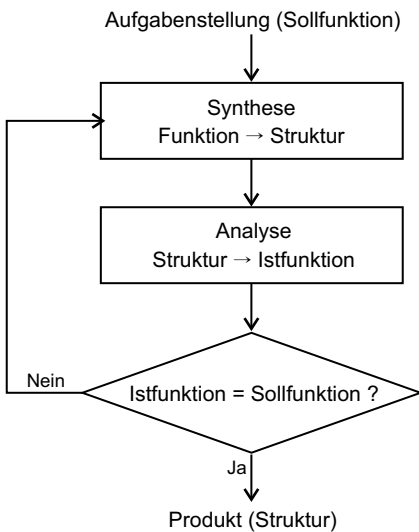 Aufgabenstellung (Sollfunktion)
Synthese
Funktion → Struktur
Analyse
Struktur → Istfunktion
Istfunktion = Sollfunktion ?
Nein
Ja
Produkt (Struktur)